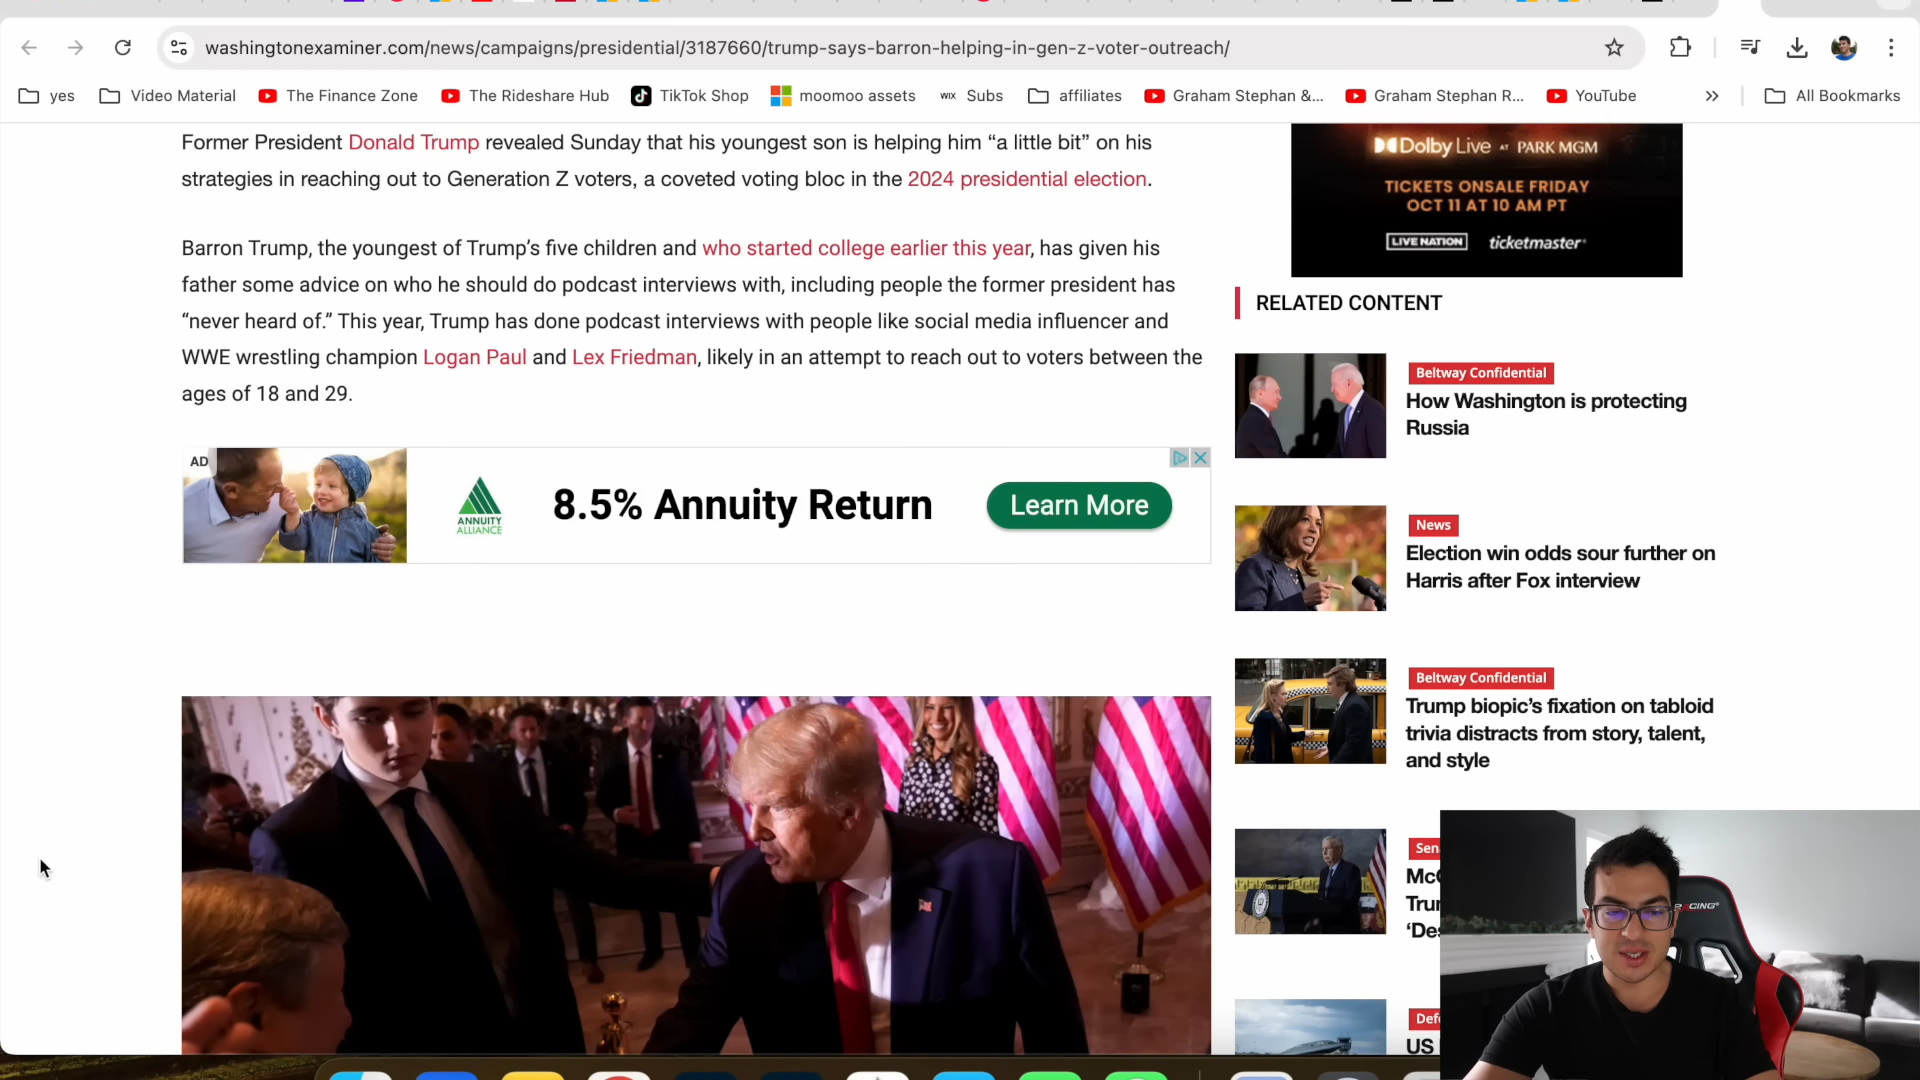 washingtonexaminer.com/news/campaigns/presidential/3187660/trump-says-barron-helping-in-gen-z-voter-outreach/
yes
Video Material
The Finance Zone
The Rideshare Hub
TikTok Shop
moomoo assets
WIX Subs
affiliates
Graham Stephan &...
Graham Stephan R...
YouTube
All Bookmarks
Former President Donald Trump revealed Sunday that his youngest son is helping him “a little bit” on his
strategies in reaching out to Generation Z voters, a coveted voting bloc in the 2024 presidential election.
Barron Trump, the youngest of Trump’s five children and who started college earlier this year, has given his
father some advice on who he should do podcast interviews with, including people the former president has
“never heard of.” This year, Trump has done podcast interviews with people like social media influencer and
WWE wrestling champion Logan Paul and Lex Friedman, likely in an attempt to reach out to voters between the
ages of 18 and 29.
AD
ANNUITY
ALLIANCE
8.5% Annuity Return
Learn More
Dolby Live AT PARK MGM
TICKETS ONSALE FRIDAY
OCT 11 AT 10 AM PT
LIVE NATION ticketmaster®
RELATED CONTENT
Beltway Confidential
How Washington is protecting
Russia
News
Election win odds sour further on
Harris after Fox interview
Beltway Confidential
Trump biopic’s fixation on tabloid
trivia distracts from story, talent,
and style
Sen
McC
Trur
‘Des
Defe
US
RACING